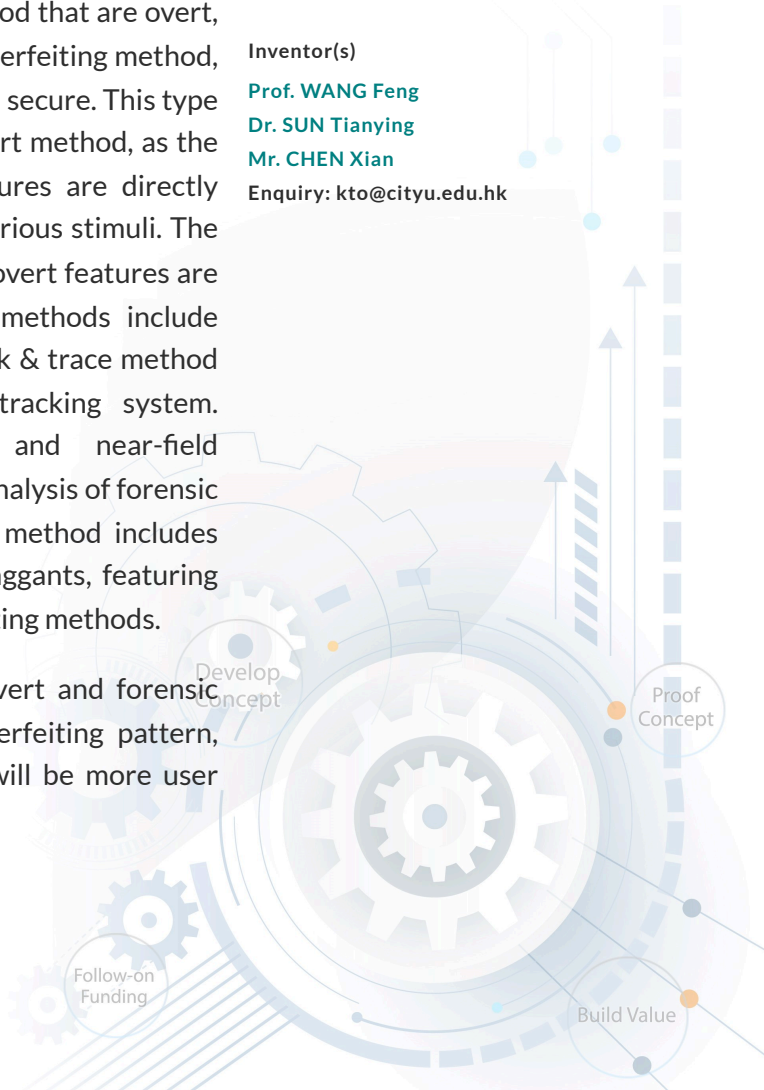 od that are overt,
erfeiting method,
secure. This type
rt method, as the
ures are directly
rious stimuli. The
overt features are
methods include
k & trace method
tracking system.
and near-field
nalysis of forensic
method includes
aggants, featuring
ting methods.
vert and forensic
erfeiting pattern,
will be more user
Inventor(s)
Prof. WANG Feng
Dr. SUN Tianying
Mr. CHEN Xian
Enquiry: kto@cityu.edu.hk
Develop
Concept
Proof
Concept
Follow-on
Funding
Build Value